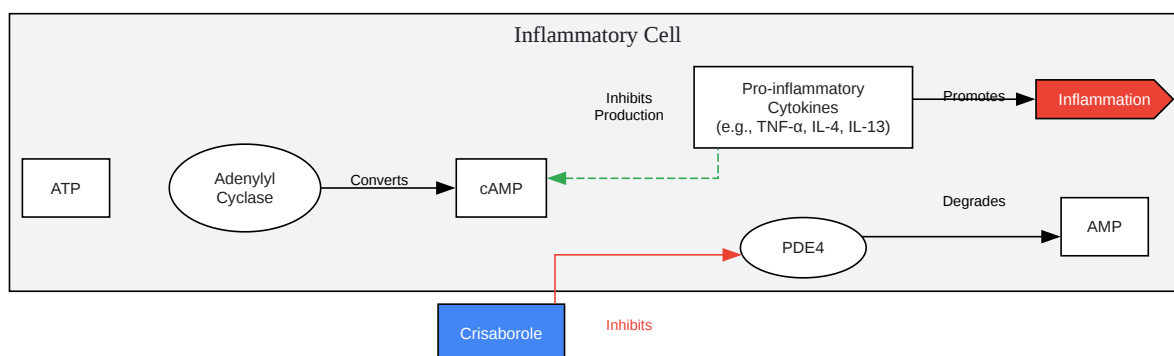 Inflammatory Cell
Inhibits
Production
Pro-inflammatory
Cytokines
(e.g., TNF-α, IL-4, IL-13)
Promotes
Inflammation
ATP
Adenylyl
Cyclase
Converts
cAMP
Degrades
AMP
PDE4
Crisaborole
Inhibits